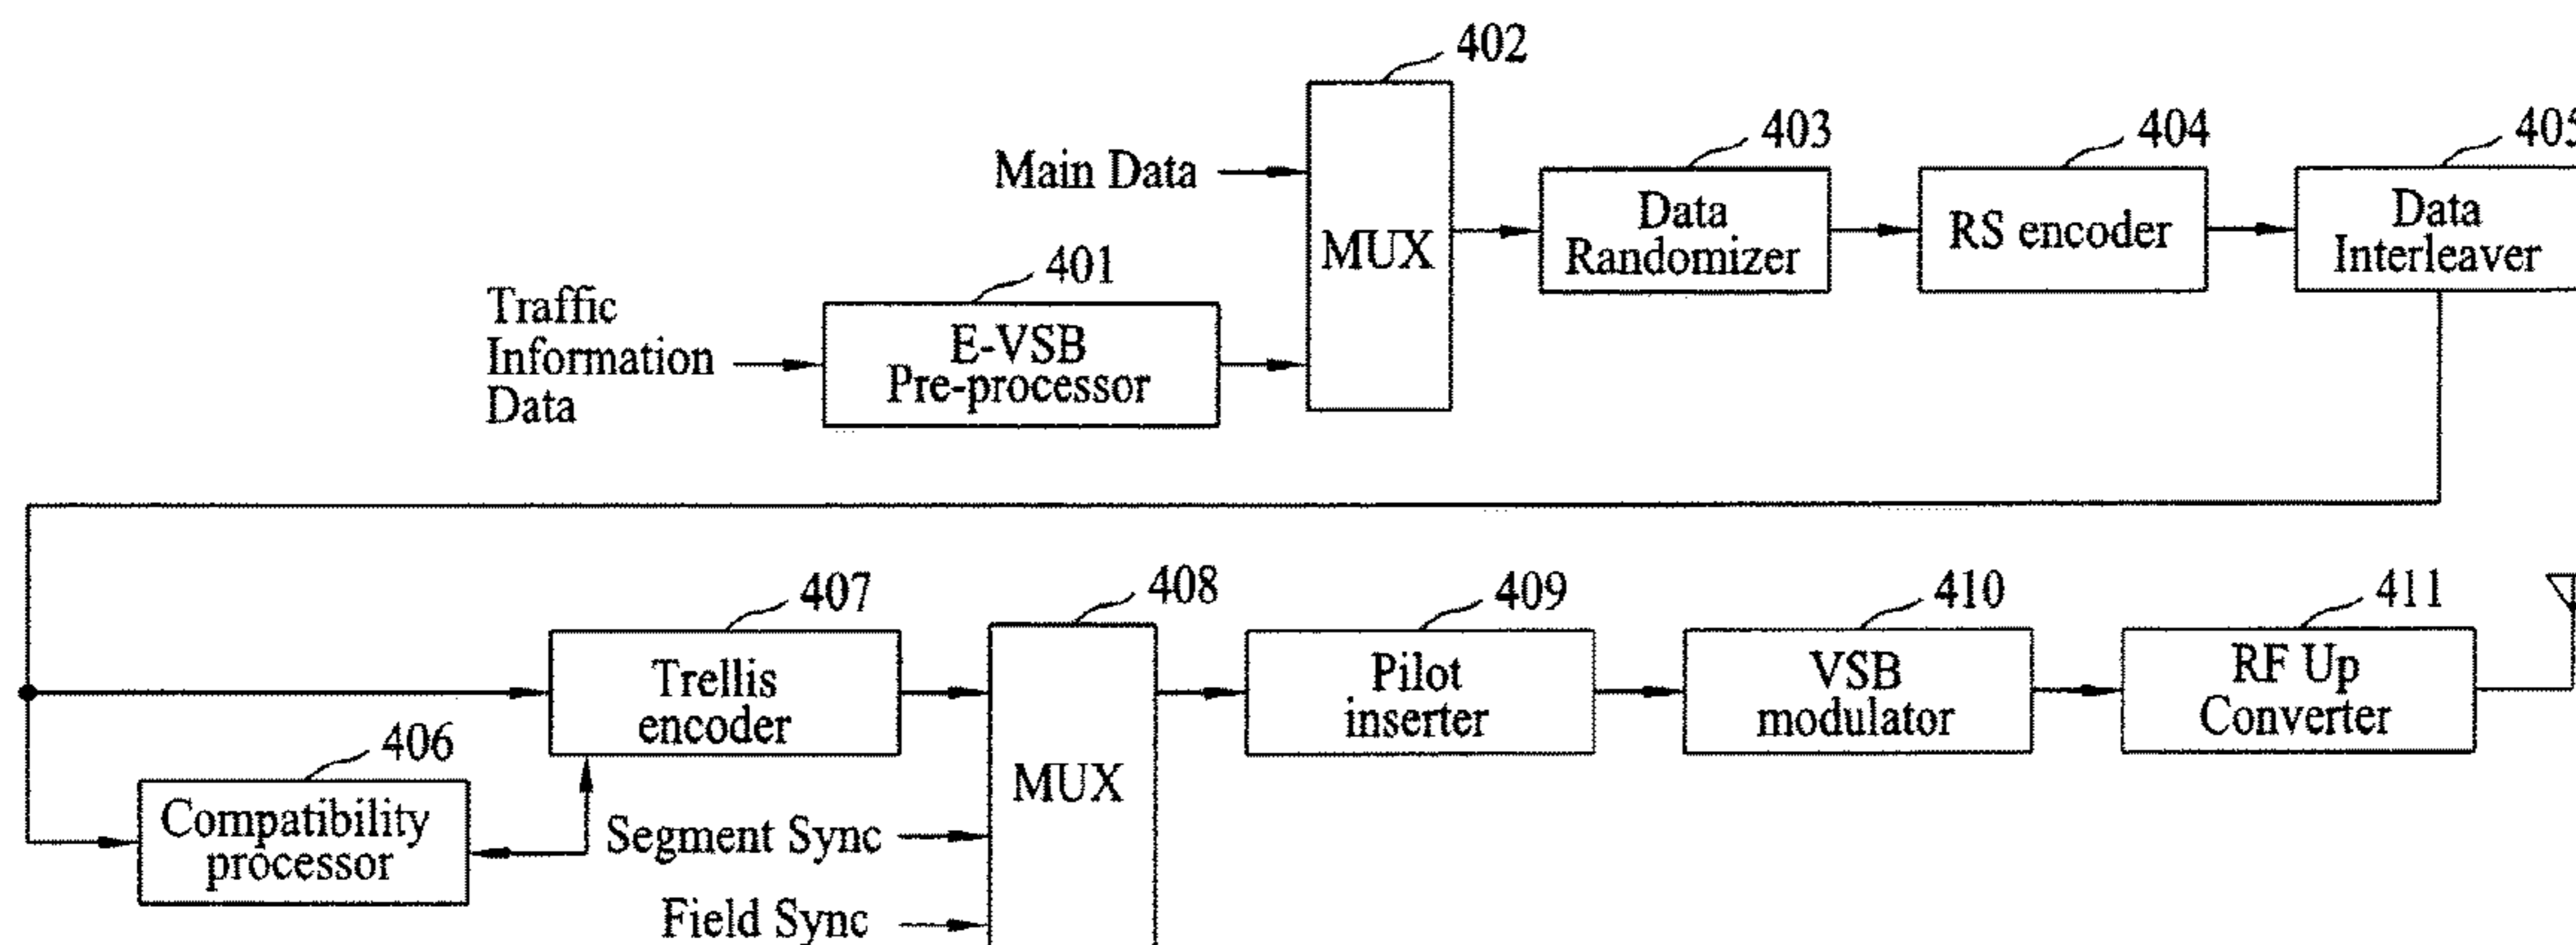 402
403
404
405
Main Data
MUX
Data
Randomizer
RS encoder
Data
Interleaver
401
Traffic
Information
Data
E-VSB
Pre-processor
407
408
409
410
411
Trellis
encoder
MUX
Pilot
inserter
VSB
modulator
RF Up
Converter
406
Compatibility
processor
Segment Sync
Field Sync